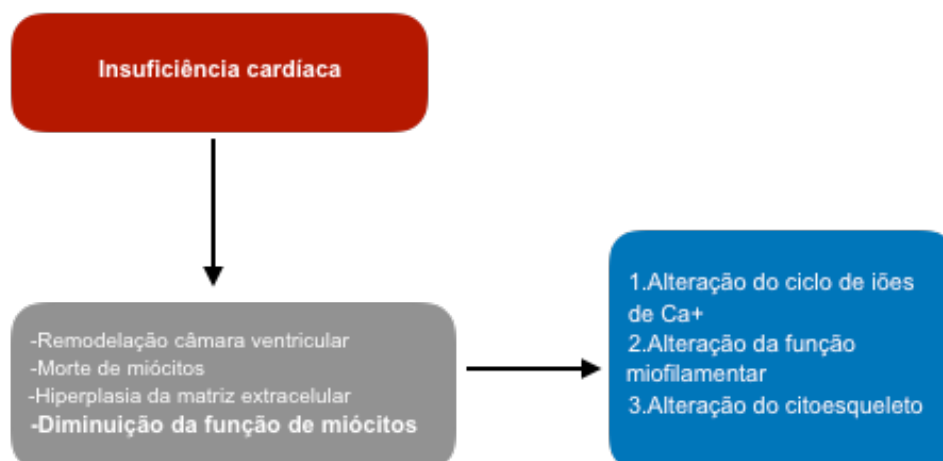 Insuficiência cardíaca
-Remodelação câmara ventricular
-Morte de miócitos
-Hiperplasia da matriz extracelular
-Diminuição da função de miócitos
1.Alteração do ciclo de iões
de Ca+
2.Alteração da função
miofilamentar
3.Alteração do citoesqueleto